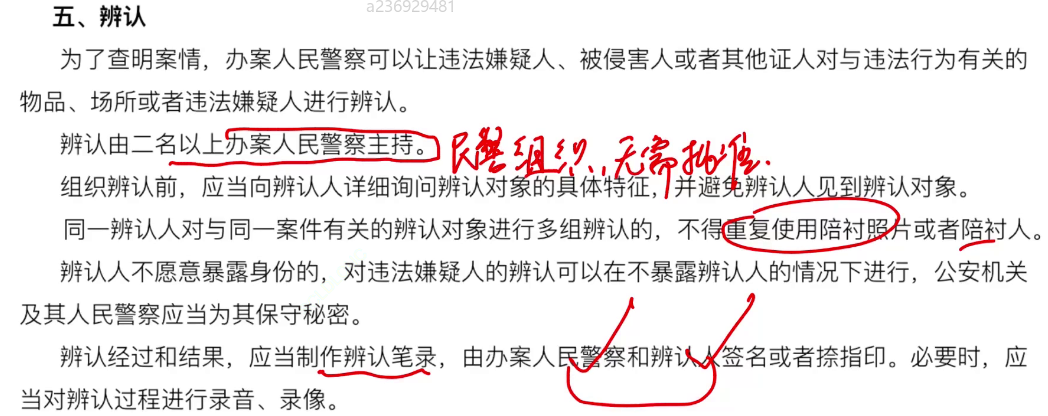 a236929481
五、辨认
为了查明案情，办案人民警察可以让违法嫌疑人、被侵害人或者其他证人对与违法行为有关的
物品、场所或者违法嫌疑人进行辨认。
辨认由二名以上办案人民警察主持。
民警组织，无需批准.
组织辨认前，应当向辨认人详细询问辨认对象的具体特征，并避免辨认人见到辨认对象。
同一辨认人对与同一案件有关的辨认对象进行多组辨认的，不得重复使用陪衬照片或者陪衬人。
辨认人不愿意暴露身份的，对违法嫌疑人的辨认可以在不暴露辨认人的情况下进行，公安机关
及其人民警察应当为其保守秘密。
辨认经过和结果，应当制作辨认笔录，由办案人民警察和辨认人签名或者捺指印。必要时，应
当对辨认过程进行录音、录像。